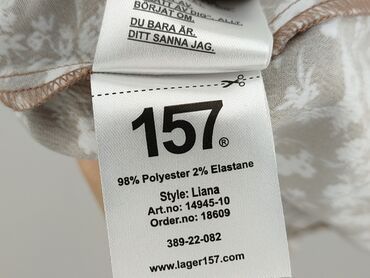 BÖRJAT OM.
DU BARA ÄR.
DITT SANNA JAG.
157®
98% Polyester 2% Elastane
Style: Liana
Art.no: 14945-10
Order.no: 18609
389-22-082
www.lager157.com